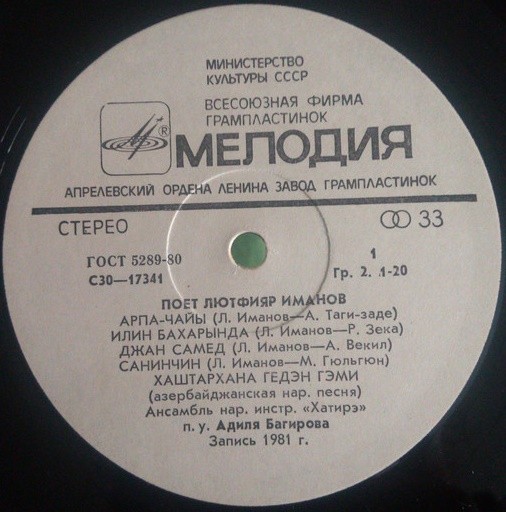 МИНИСТЕРСТВО
КУЛЬТУРЫ СССР
ВСЕСОЮЗНАЯ ФИРМА
ГРАМПЛАСТИНОК
® МЕЛОДИЯ
АПРЕЛЕВСКИЙ ОРДЕНА ЛЕНИНА ЗАВОД ГРАМПЛАСТИНОК
СТЕРЕО 33
ГОСТ 5289-80 1
С30—17341 Гр. 2. 1-20
ПОЕТ ЛЮТФИЯР ИМАНОВ
АРПА-ЧАЙЫ (Л. Иманов—А. Таги-заде)
ИЛИН БАХАРЫНДА (Л. Иманов—Р. Зека)
ДЖАН САМЕД (Л. Иманов—А. Векил)
САНИНЧИН (Л. Иманов—М. Гюльгюн)
ХАШТАРХАНА ГЕДЭН ГЭМИ
(азербайджанская нар. песня)
Ансамбль нар. инстр. «Хатирэ»
п. у. Адиля Багирова
Запись 1981 г.